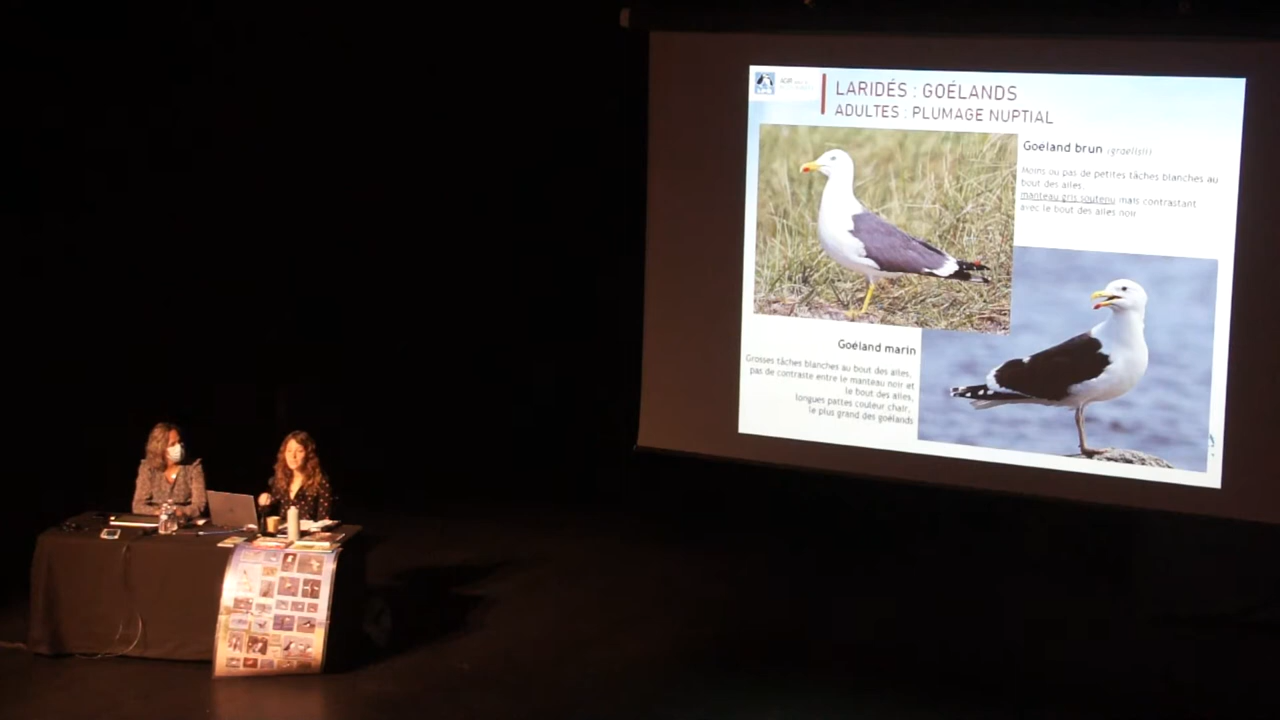 LARIDÉS : GOÉLANDS
ADULTES : PLUMAGE NUPTIAL
Goéland brun (graellsii)
Moins ou pas de petites tâches blanches au
bout des ailes,
manteau gris soutenu mais contrastant
avec le bout des ailes noir
Goéland marin
Grosses tâches blanches au bout des ailes,
pas de contraste entre le manteau noir et
le bout des ailes,
longues pattes couleur chair,
le plus grand des goélands